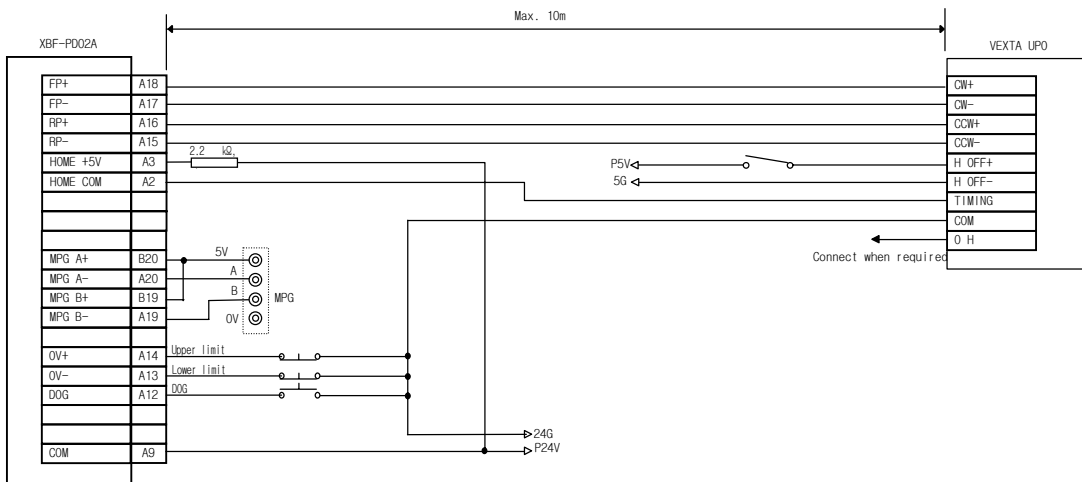 Max. 10m
XBF-PD02A
VEXTA UPO
FP+ A18 CW+
FP- A17 CW-
RP+ A16 CCW+
RP- A15 CCW-
HOME +5V A3 2.2 kΩ, P5V H OFF+
HOME COM A2 5G H OFF-
TIMING
COM
O H
Connect when required
MPG A+ B20 5V
MPG A- A20 A
MPG B+ B19 B MPG
MPG B- A19 0V
OV+ A14 Upper limit
OV- A13 Lower limit
DOG A12 DOG
24G
COM A9 P24V